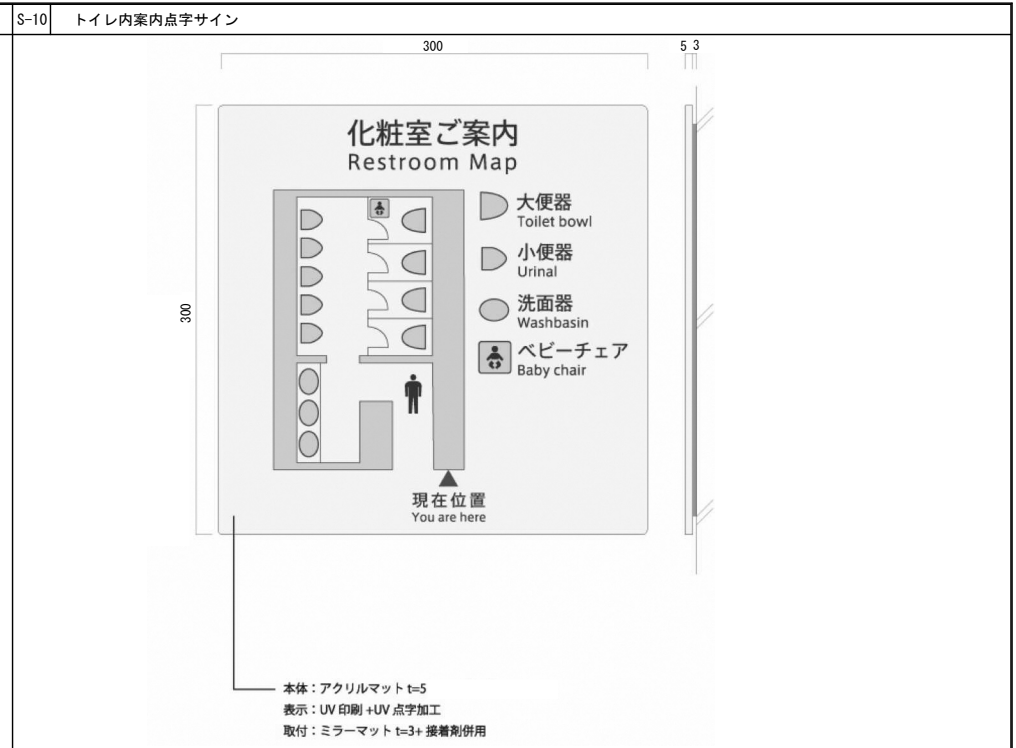 S-10 トイレ内案内点字サイン
300
5 3
300
化粧室ご案内
Restroom Map
大便器
Toilet bowl
小便器
Urinal
洗面器
Washbasin
ベビーチェア
Baby chair
現在位置
You are here
本体：アクリルマット t=5
表示：UV 印刷 +UV 点字加工
取付：ミラーマット t=3+ 接着剤併用